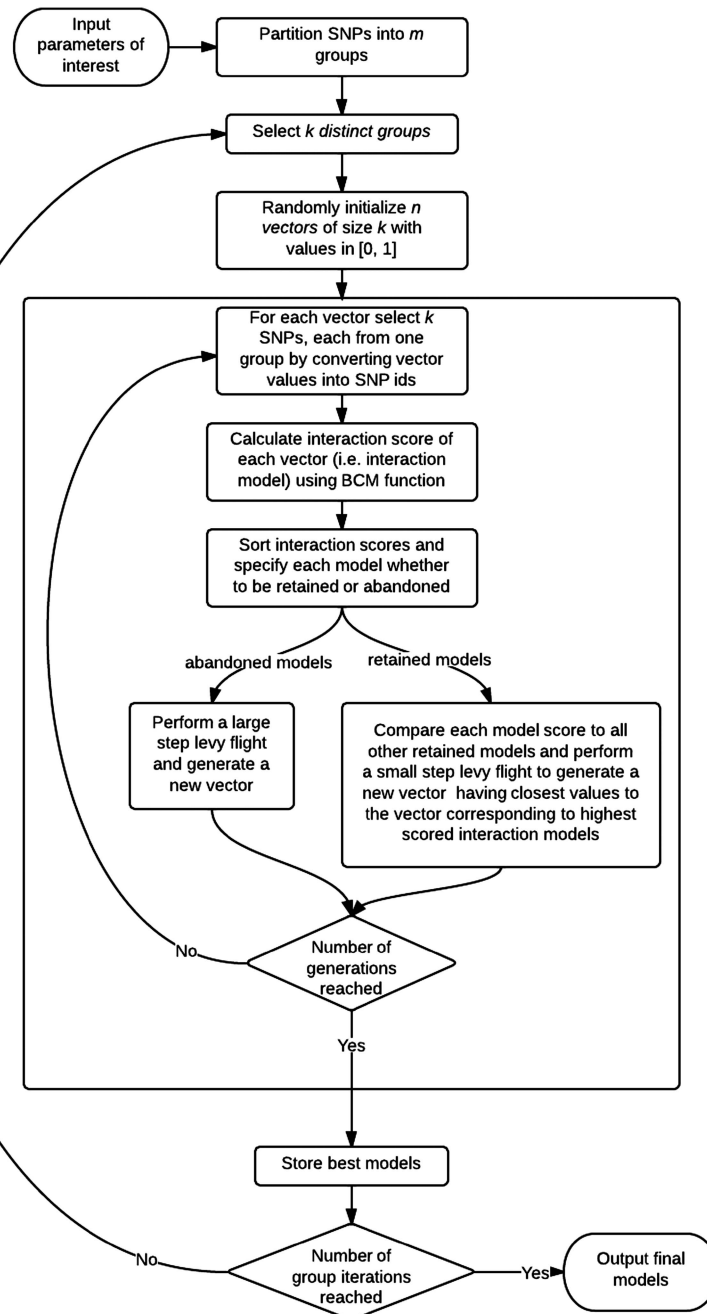 Input
parameters of
interest
Partition SNPs into m
groups
Select k distinct groups
Randomly initialize n
vectors of size k with
values in [0, 1]
For each vector select k
SNPs, each from one
group by converting vector
values into SNP ids
Calculate interaction score of
each vector (i.e. interaction
model) using BCM function
Sort interaction scores and
specify each model whether
to be retained or abandoned
abandoned models
retained models
Perform a large
step levy flight
and generate a
new vector
Compare each model score to all
other retained models and perform
a small step levy flight to generate a
new vector having closest values to
the vector corresponding to highest
scored interaction models
No
Number of
generations
reached
Yes
Store best models
No
Number of
group iterations
reached
Yes
Output final
models